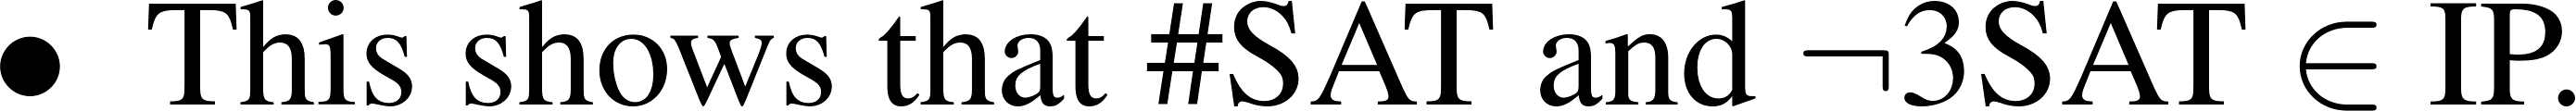 • This shows that #SAT and ¬3SAT ∈ IP.